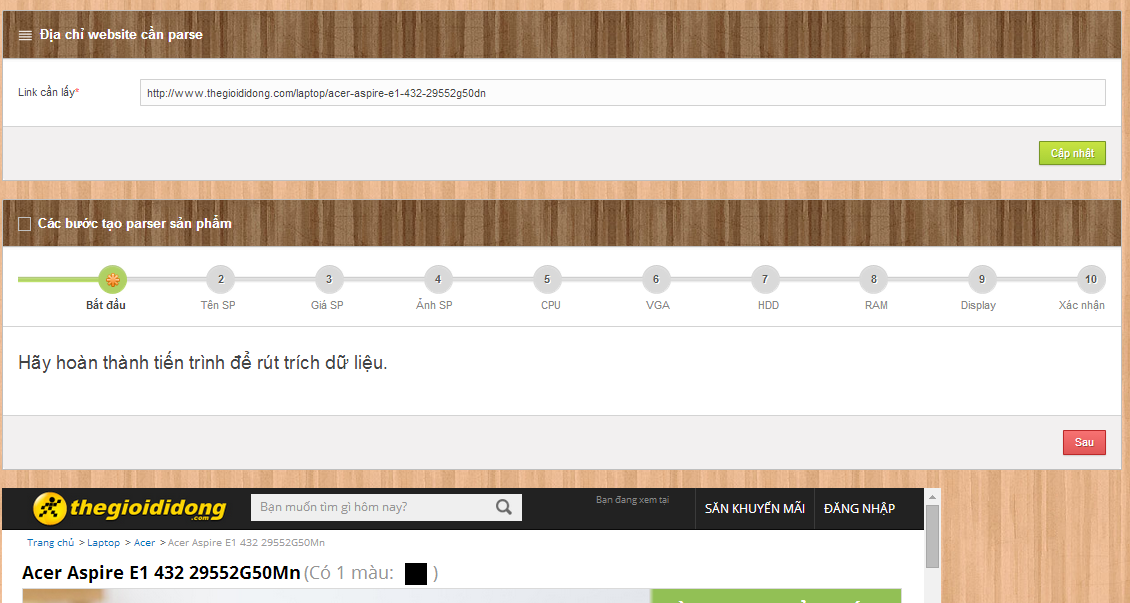 Địa chỉ website cần parse
Link cần lấy*
http://www.thegioididong.com/laptop/acer-aspire-e1-432-29552g50dn
Cập nhật
Các bước tạo parser sản phẩm
2 3 4 5 6 7 8 9 10
Bắt đầu Tên SP Giá SP Ảnh SP CPU VGA HDD RAM Display Xác nhận
Hãy hoàn thành tiến trình để rút trích dữ liệu.
Sau
thegioididong.com Bạn muốn tìm gì hôm nay? Bạn đang xem tại SĂN KHUYẾN MÃI ĐĂNG NHẬP
Trang chủ > Laptop > Acer > Acer Aspire E1 432 29552G50Mn
Acer Aspire E1 432 29552G50Mn (Có 1 màu: )